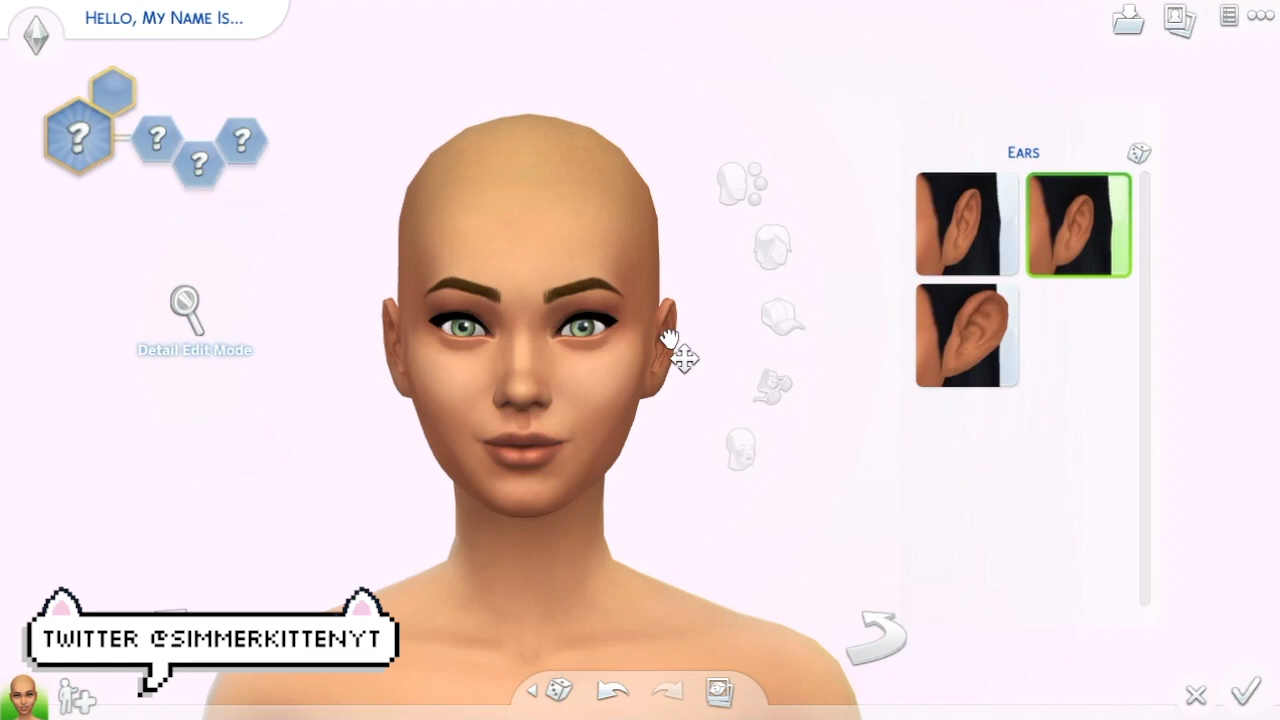 Hello, My Name Is...
Ears
Detail Edit Mode
TWITTER @SIMMERKITTENYT